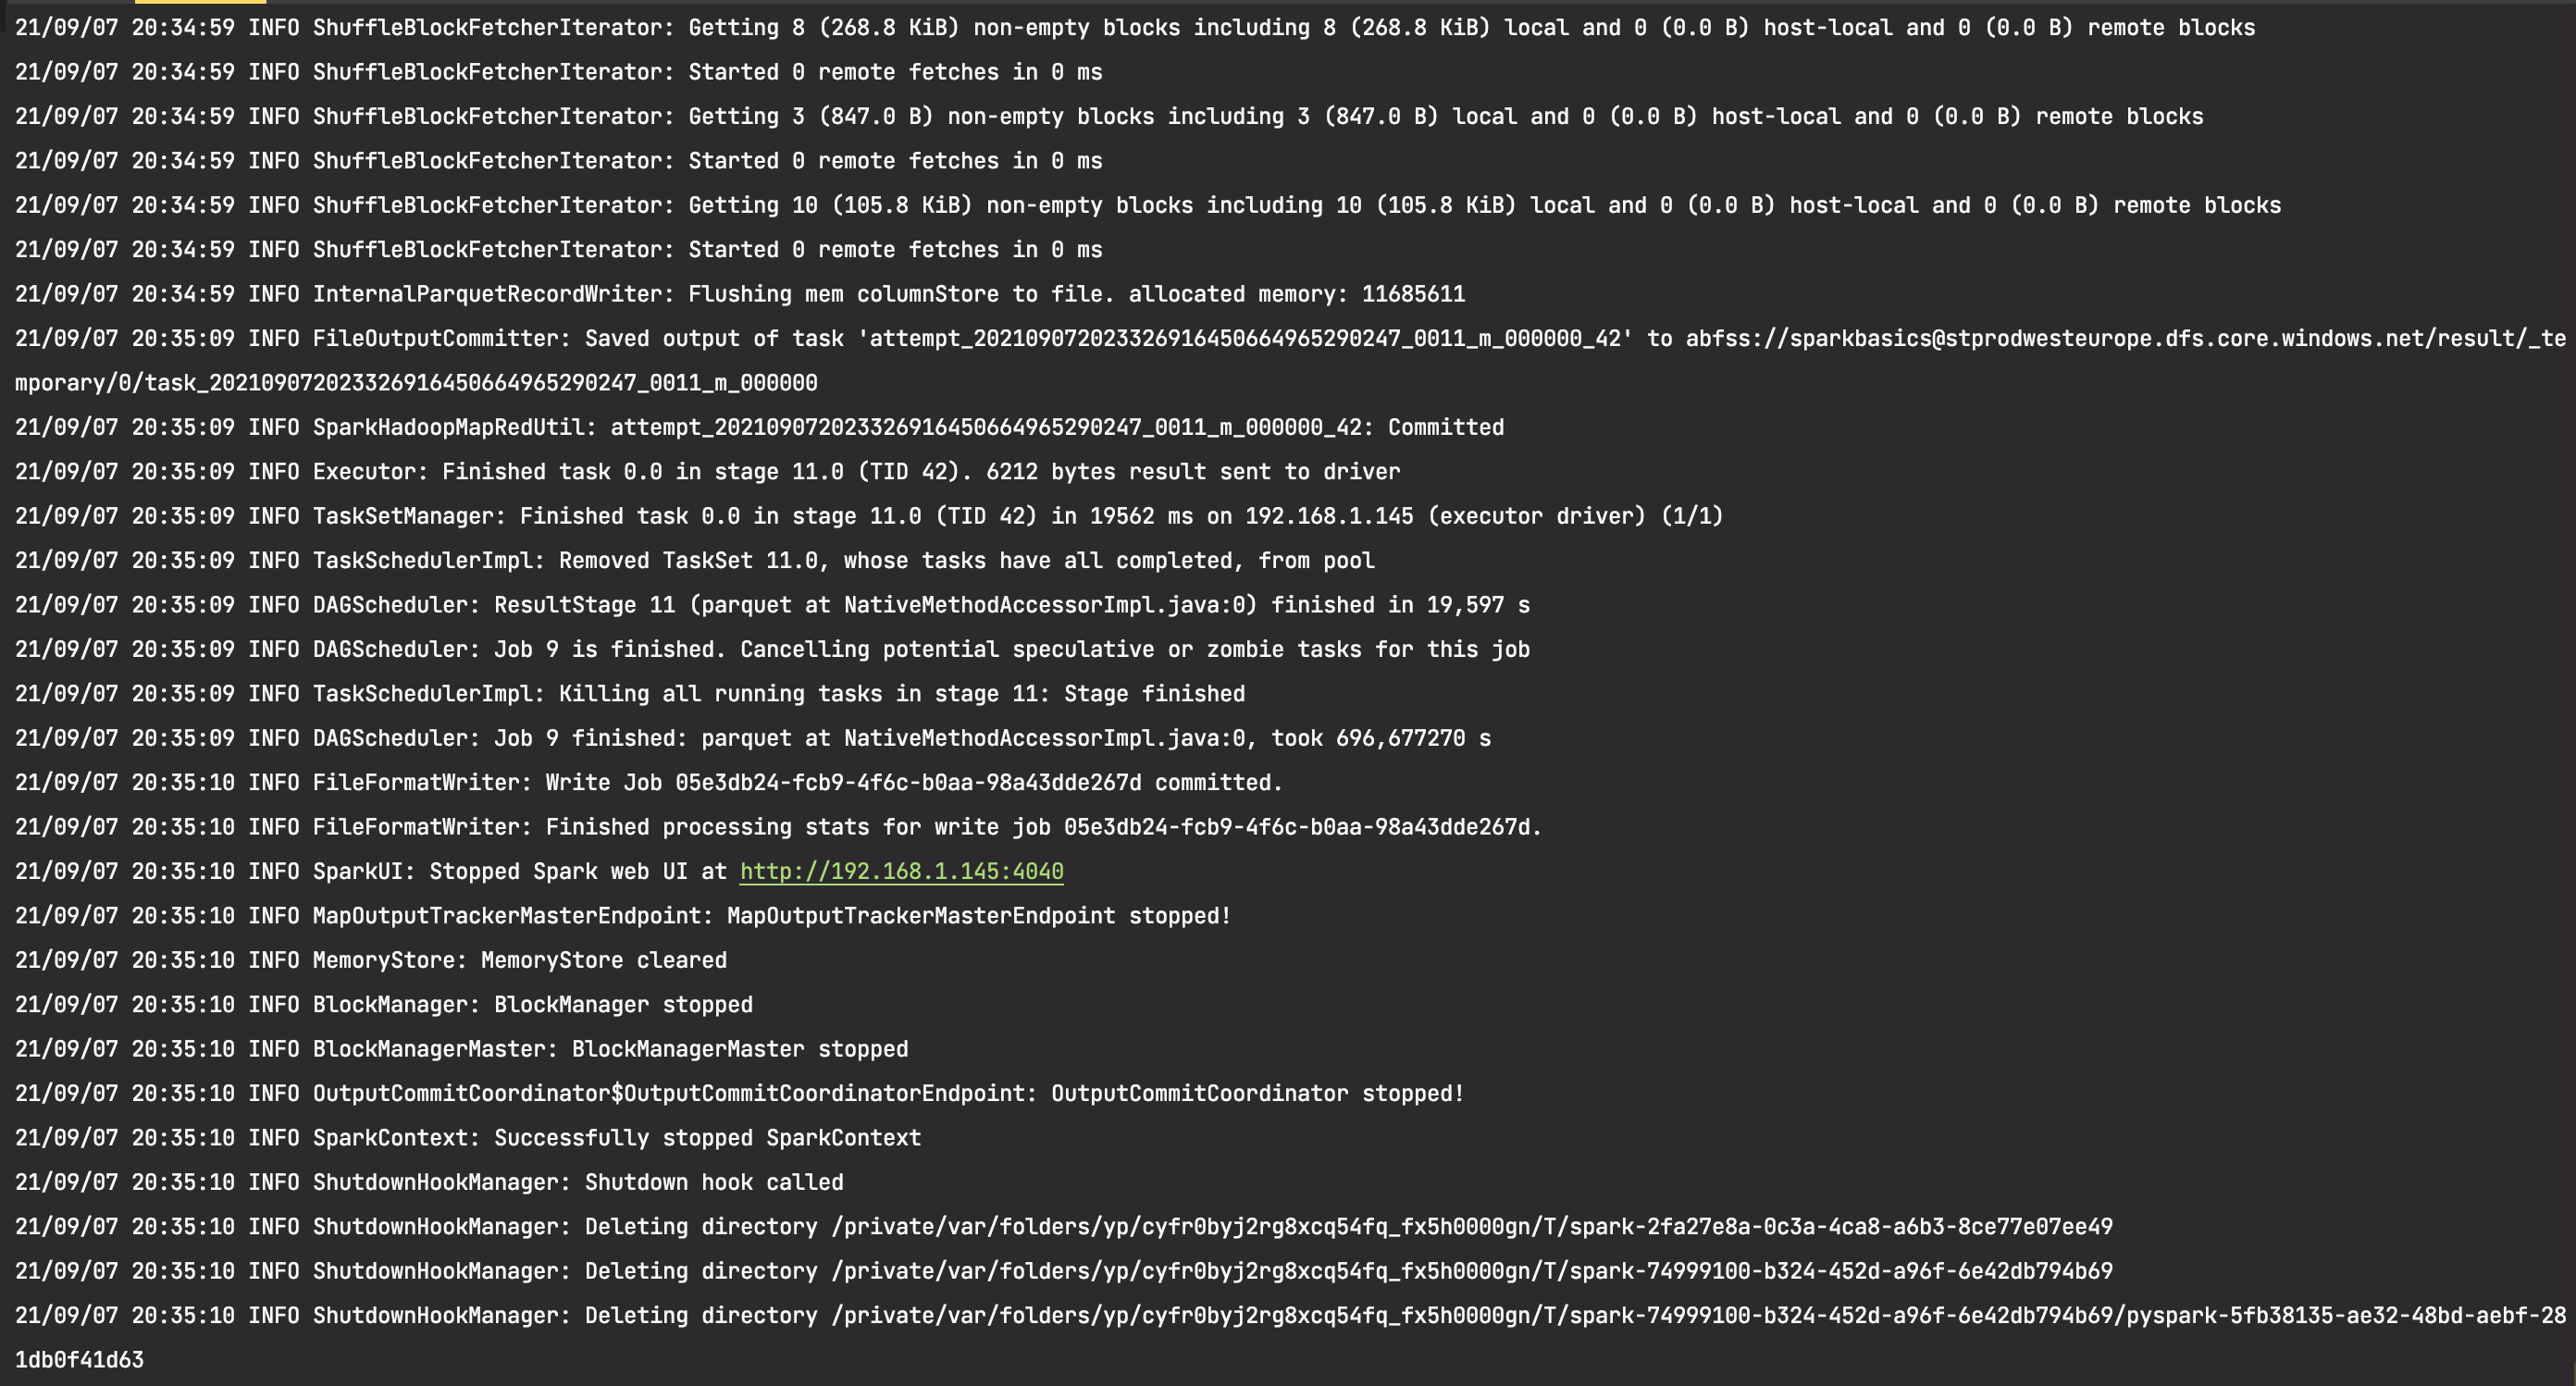 21/09/07 20:34:59 INFO ShuffleBlockFetcherIterator: Getting 8 (268.8 KiB) non-empty blocks including 8 (268.8 KiB) local and 0 (0.0 B) host-local and 0 (0.0 B) remote blocks
21/09/07 20:34:59 INFO ShuffleBlockFetcherIterator: Started 0 remote fetches in 0 ms
21/09/07 20:34:59 INFO ShuffleBlockFetcherIterator: Getting 3 (847.0 B) non-empty blocks including 3 (847.0 B) local and 0 (0.0 B) host-local and 0 (0.0 B) remote blocks
21/09/07 20:34:59 INFO ShuffleBlockFetcherIterator: Started 0 remote fetches in 0 ms
21/09/07 20:34:59 INFO ShuffleBlockFetcherIterator: Getting 10 (105.8 KiB) non-empty blocks including 10 (105.8 KiB) local and 0 (0.0 B) host-local and 0 (0.0 B) remote blocks
21/09/07 20:34:59 INFO ShuffleBlockFetcherIterator: Started 0 remote fetches in 0 ms
21/09/07 20:34:59 INFO InternalParquetRecordWriter: Flushing mem columnStore to file. allocated memory: 11685611
21/09/07 20:35:09 INFO FileOutputCommitter: Saved output of task 'attempt_202109072023326916450664965290247_0011_m_000000_42' to abfss://sparkbasics@stprodwesteurope.dfs.core.windows.net/result/_te
mporary/0/task_202109072023326916450664965290247_0011_m_000000
21/09/07 20:35:09 INFO SparkHadoopMapRedUtil: attempt_202109072023326916450664965290247_0011_m_000000_42: Committed
21/09/07 20:35:09 INFO Executor: Finished task 0.0 in stage 11.0 (TID 42). 6212 bytes result sent to driver
21/09/07 20:35:09 INFO TaskSetManager: Finished task 0.0 in stage 11.0 (TID 42) in 19562 ms on 192.168.1.145 (executor driver) (1/1)
21/09/07 20:35:09 INFO TaskSchedulerImpl: Removed TaskSet 11.0, whose tasks have all completed, from pool
21/09/07 20:35:09 INFO DAGScheduler: ResultStage 11 (parquet at NativeMethodAccessorImpl.java:0) finished in 19,597 s
21/09/07 20:35:09 INFO DAGScheduler: Job 9 is finished. Cancelling potential speculative or zombie tasks for this job
21/09/07 20:35:09 INFO TaskSchedulerImpl: Killing all running tasks in stage 11: Stage finished
21/09/07 20:35:09 INFO DAGScheduler: Job 9 finished: parquet at NativeMethodAccessorImpl.java:0, took 696,677270 s
21/09/07 20:35:10 INFO FileFormatWriter: Write Job 05e3db24-fcb9-4f6c-b0aa-98a43dde267d committed.
21/09/07 20:35:10 INFO FileFormatWriter: Finished processing stats for write job 05e3db24-fcb9-4f6c-b0aa-98a43dde267d.
21/09/07 20:35:10 INFO SparkUI: Stopped Spark web UI at http://192.168.1.145:4040
21/09/07 20:35:10 INFO MapOutputTrackerMasterEndpoint: MapOutputTrackerMasterEndpoint stopped!
21/09/07 20:35:10 INFO MemoryStore: MemoryStore cleared
21/09/07 20:35:10 INFO BlockManager: BlockManager stopped
21/09/07 20:35:10 INFO BlockManagerMaster: BlockManagerMaster stopped
21/09/07 20:35:10 INFO OutputCommitCoordinator$OutputCommitCoordinatorEndpoint: OutputCommitCoordinator stopped!
21/09/07 20:35:10 INFO SparkContext: Successfully stopped SparkContext
21/09/07 20:35:10 INFO ShutdownHookManager: Shutdown hook called
21/09/07 20:35:10 INFO ShutdownHookManager: Deleting directory /private/var/folders/yp/cyfr0byj2rg8xcq54fq_fx5h0000gn/T/spark-2fa27e8a-0c3a-4ca8-a6b3-8ce77e07ee49
21/09/07 20:35:10 INFO ShutdownHookManager: Deleting directory /private/var/folders/yp/cyfr0byj2rg8xcq54fq_fx5h0000gn/T/spark-74999100-b324-452d-a96f-6e42db794b69
21/09/07 20:35:10 INFO ShutdownHookManager: Deleting directory /private/var/folders/yp/cyfr0byj2rg8xcq54fq_fx5h0000gn/T/spark-74999100-b324-452d-a96f-6e42db794b69/pyspark-5fb38135-ae32-48bd-aebf-28
1db0f41d63